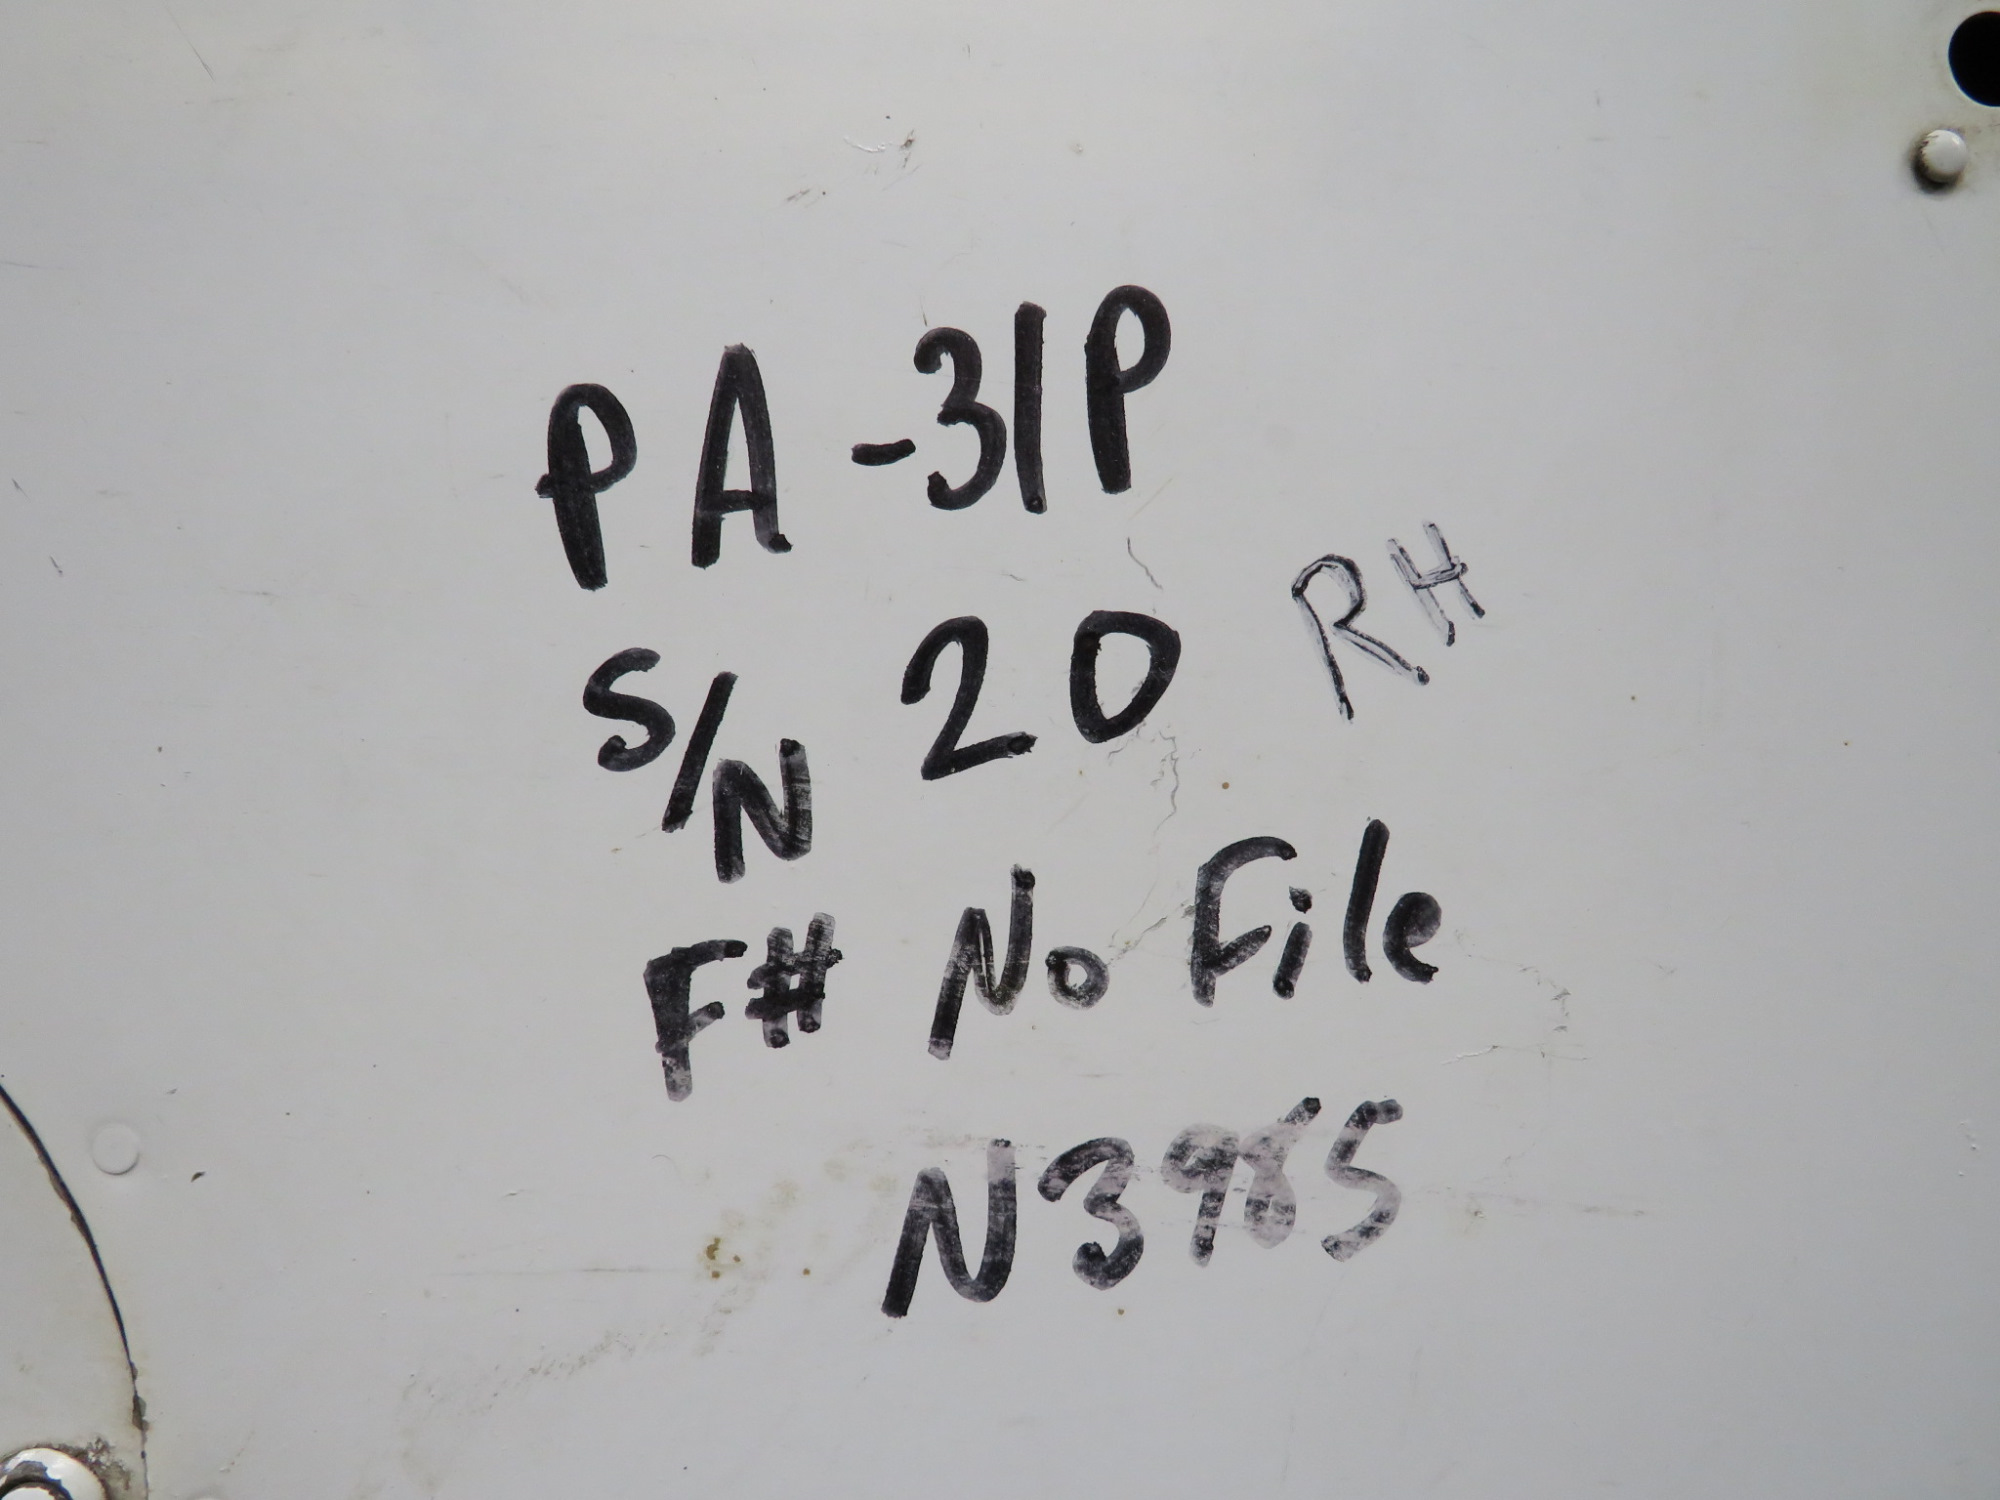 PA-31P
S/N 20 RH
F# No File
N3985